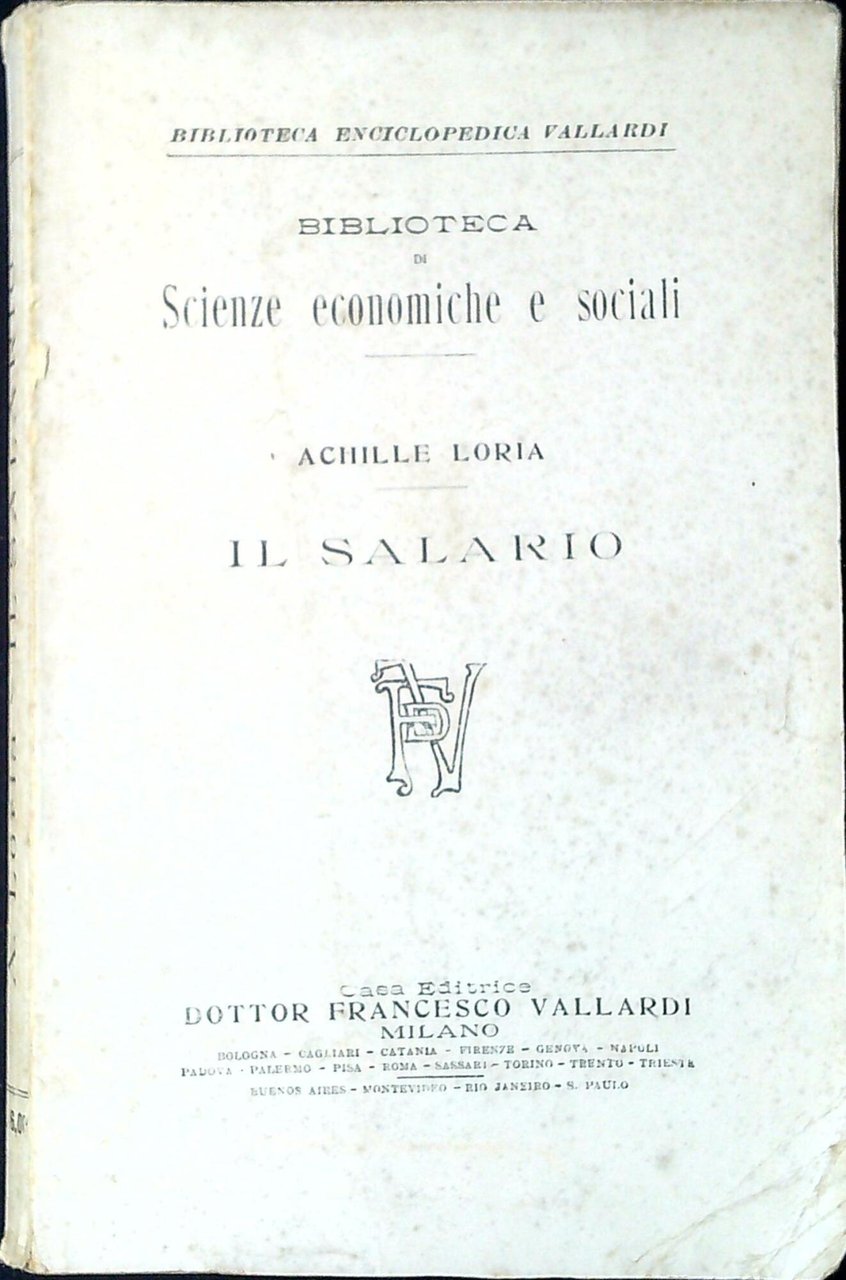 BIBLIOTECA ENCICLOPEDICA VALLARDI
BIBLIOTECA
DI
Scienze economiche e sociali
ACHILLE LORIA
IL SALARIO
FDV
Casa Editrice
DOTTOR FRANCESCO VALLARDI
MILANO
BOLOGNA - CAGLIARI - CATANIA - FIRENZE - GENOVA - NAPOLI
PADOVA - PALERMO - PISA - ROMA - SASSARI - TORINO - TRENTO - TRIESTE
BUENOS AIRES - MONTEVIDEO - RIO JANEIRO - S. PAULO